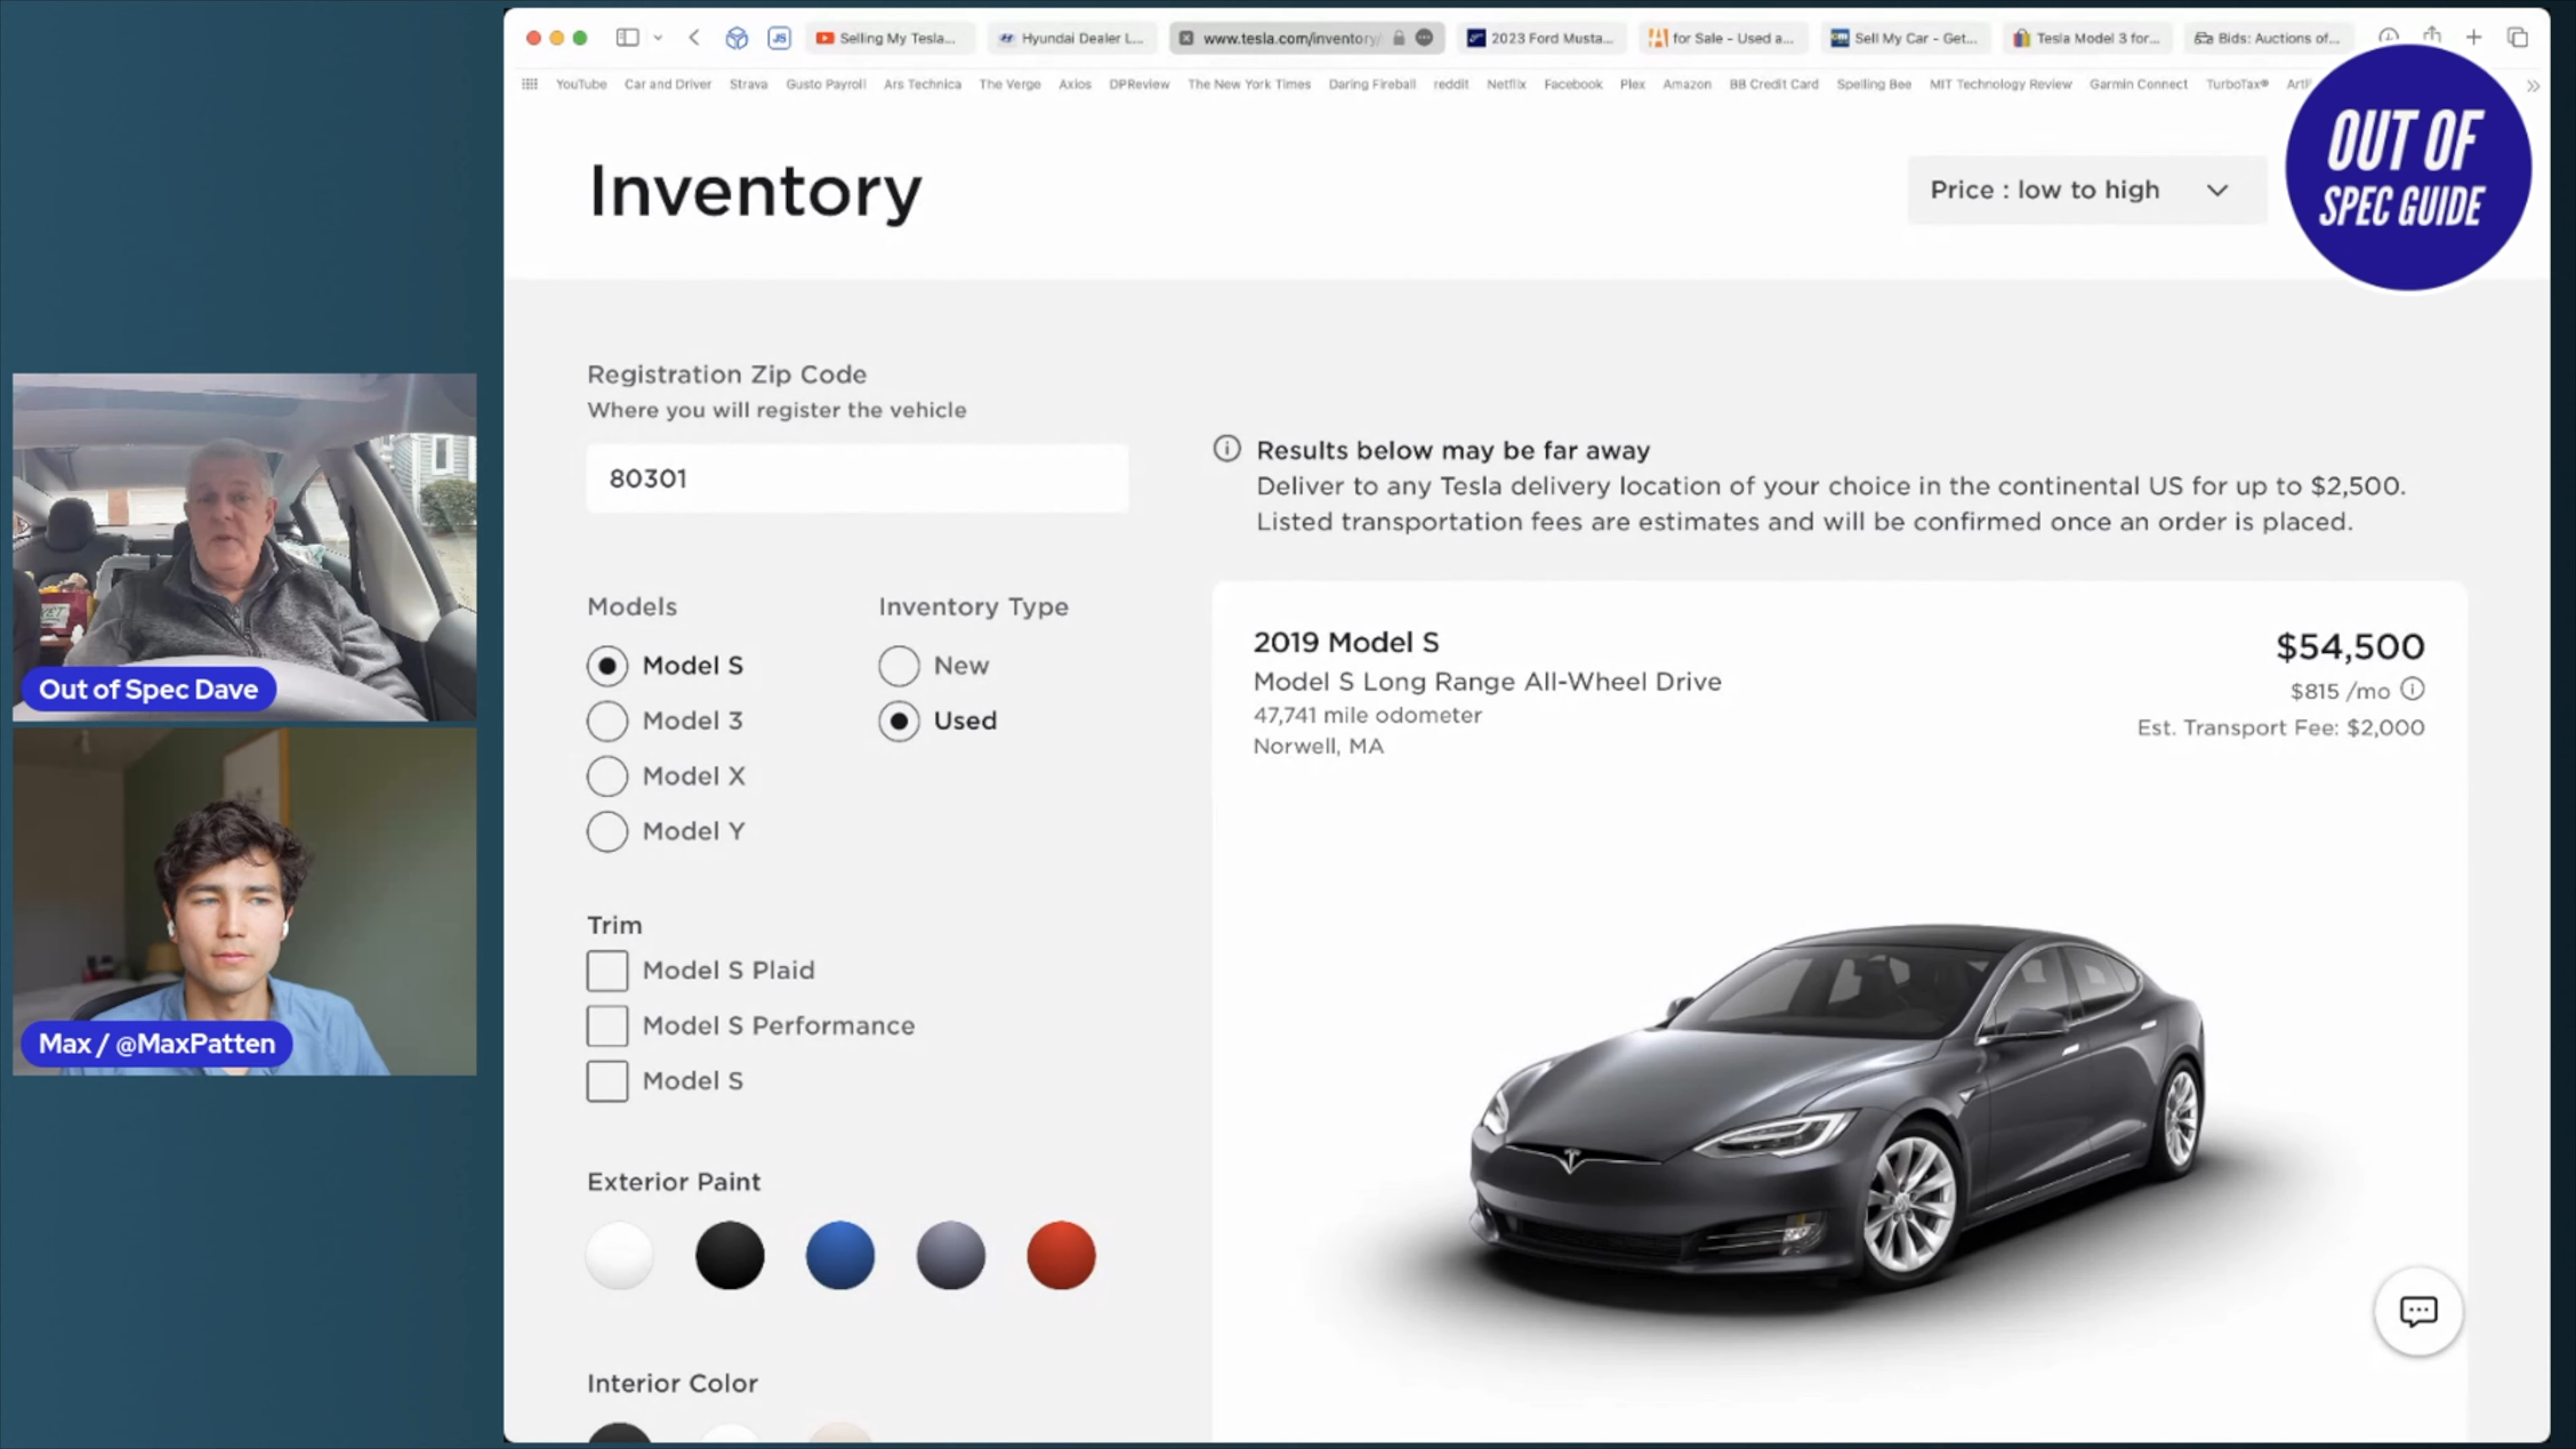 Selling My Tesla...
Hyundai Dealer L...
www.tesla.com/inventory/
2023 Ford Musta...
for Sale - Used a...
Sell My Car - Get...
Tesla Model 3 for...
Bids: Auctions of...
YouTube
Car and Driver
Strava
Gusto Payroll
Ars Technica
The Verge
Axios
DPReview
The New York Times
Daring Fireball
reddit
Netflix
Facebook
Plex
Amazon
BB Credit Card
Spelling Bee
MIT Technology Review
Garmin Connect
TurboTax®
OUT OF
SPEC GUIDE
Inventory
Price : low to high
Registration Zip Code
Where you will register the vehicle
80301
Results below may be far away
Deliver to any Tesla delivery location of your choice in the continental US for up to $2,500.
Listed transportation fees are estimates and will be confirmed once an order is placed.
Models
Model S
Model 3
Model X
Model Y
Inventory Type
New
Used
Trim
Model S Plaid
Model S Performance
Model S
Exterior Paint
Interior Color
2019 Model S
Model S Long Range All-Wheel Drive
47,741 mile odometer
Norwell, MA
$54,500
$815 /mo
Est. Transport Fee: $2,000
Out of Spec Dave
Max / @MaxPatten